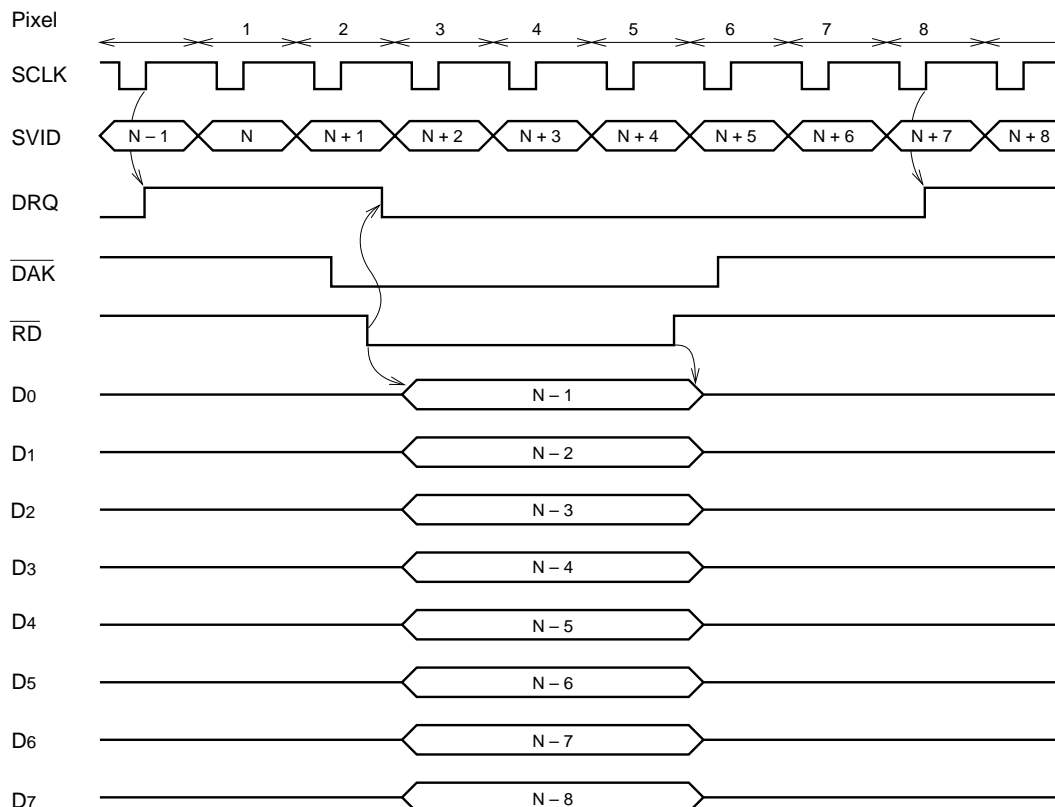 Pixel
1 2 3 4 5 6 7 8
SCLK
SVID N – 1 N N + 1 N + 2 N + 3 N + 4 N + 5 N + 6 N + 7 N + 8
DRQ
DAK
RD
D0 N – 1
D1 N – 2
D2 N – 3
D3 N – 4
D4 N – 5
D5 N – 6
D6 N – 7
D7 N – 8